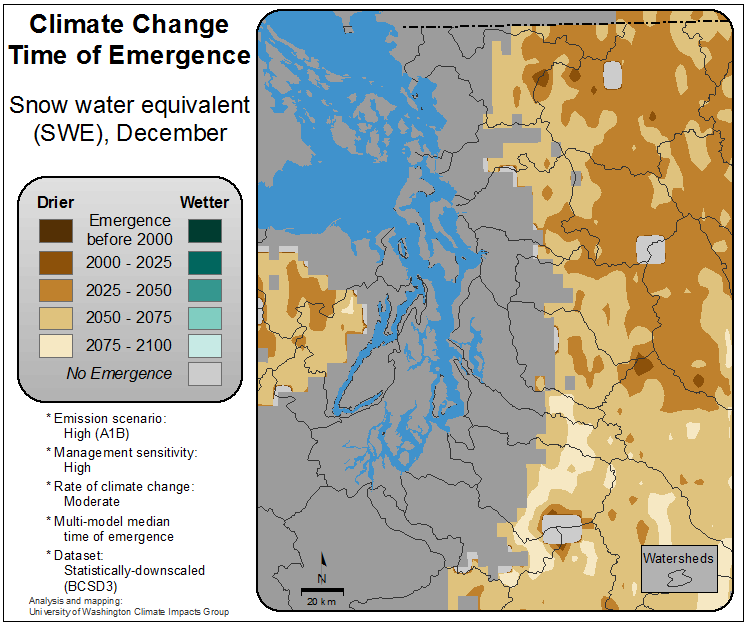 Climate Change
Time of Emergence
Snow water equivalent
(SWE), December
Drier
Wetter
Emergence
before 2000
2000 - 2025
2025 - 2050
2050 - 2075
2075 - 2100
No Emergence
* Emission scenario:
High (A1B)
* Management sensitivity:
High
* Rate of climate change:
Moderate
* Multi-model median
time of emergence
* Dataset:
Statistically-downscaled
(BCSD3)
Analysis and mapping:
University of Washington Climate Impacts Group
N
20 km
Watersheds